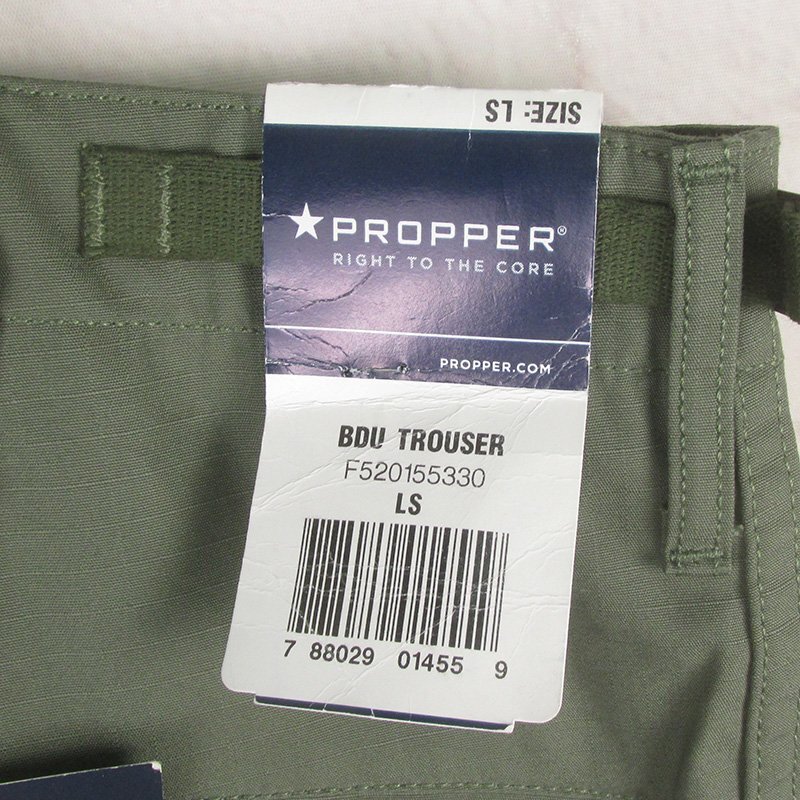 SIZE: LS
PROPPER®
RIGHT TO THE CORE
PROPPER.COM
BDU TROUSER
F520155330
LS
7 88029 01455 9